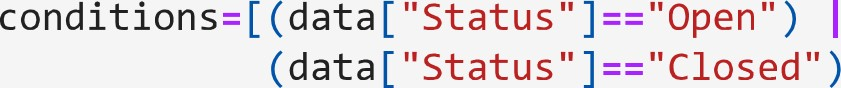 conditions=[(data["Status"]=="Open") |
(data["Status"]=="Closed")